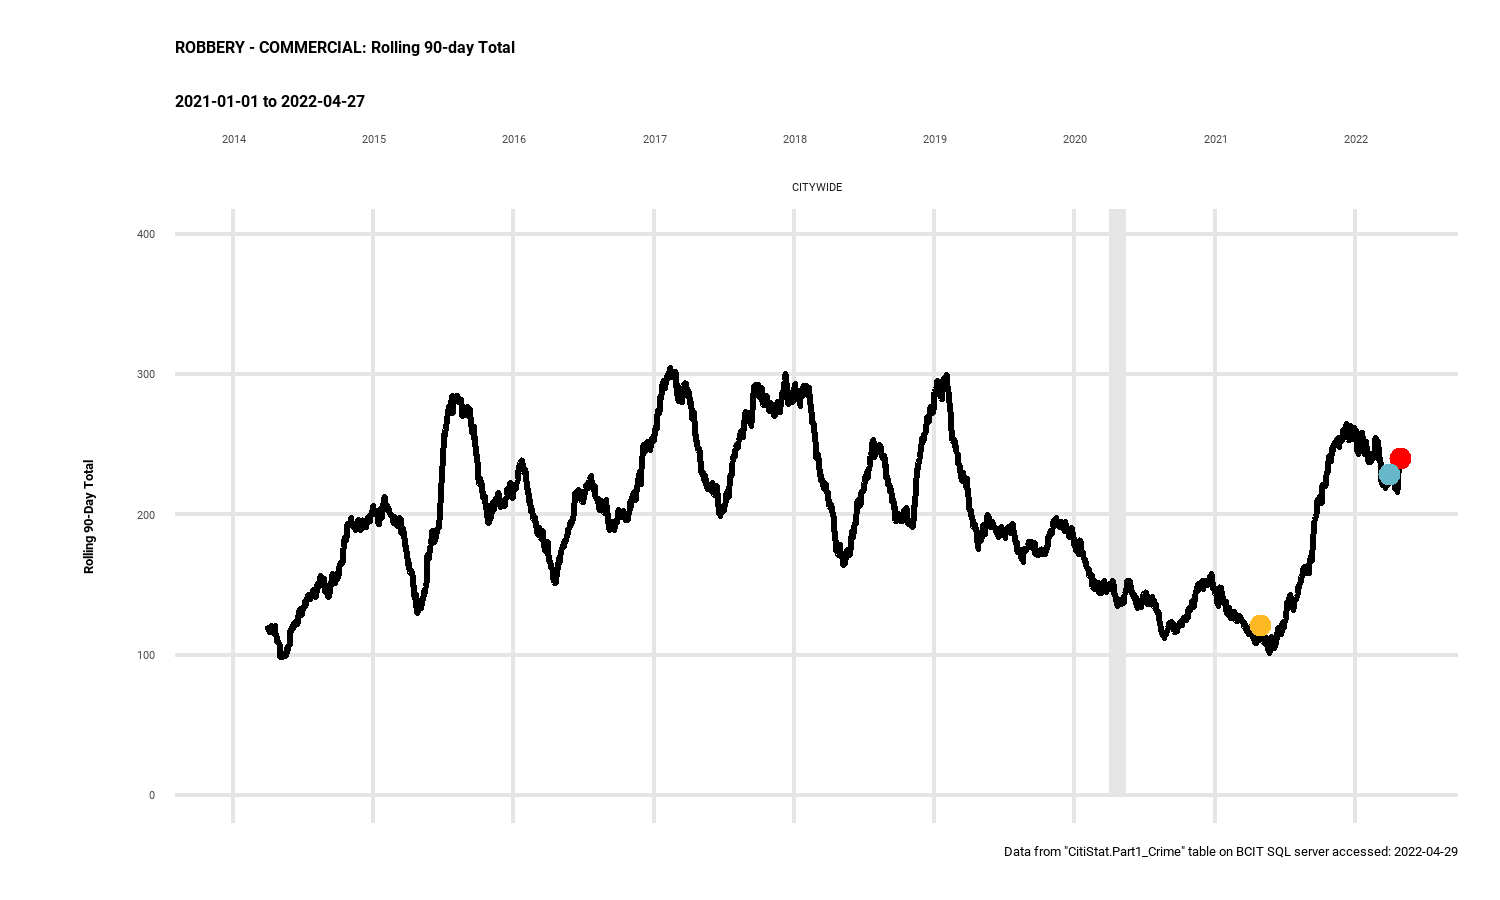 ROBBERY - COMMERCIAL: Rolling 90-day Total
2021-01-01 to 2022-04-27
2014 2015 2016 2017 2018 2019 2020 2021 2022
CITYWIDE
400
300
200
100
0
Rolling 90-Day Total
Data from "CitiStat.Part1_Crime" table on BCIT SQL server accessed: 2022-04-29